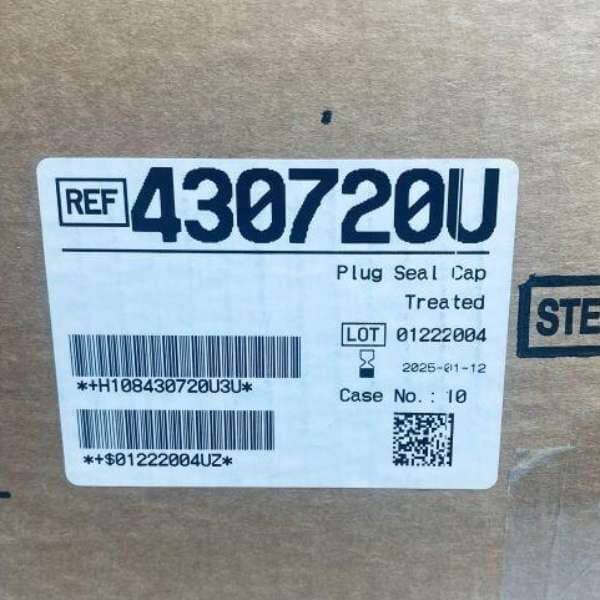 REF 430720U
Plug Seal Cap
Treated
LOT 01222004
2025-01-12
Case No.: 10
*+H108430720U3U*
*+$01222004UZ*
STE